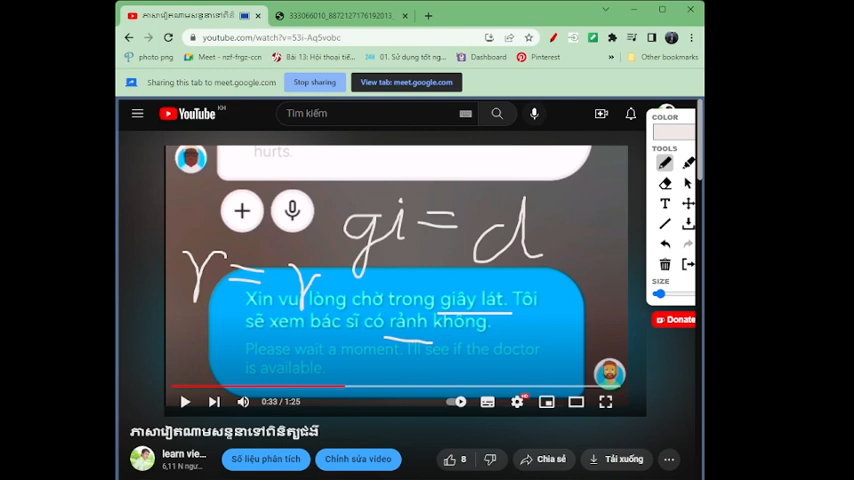 ភាសាវៀតណាមសន្ទនាទៅពិនិ
333066010_8872127176192013_
youtube.com/watch?v=53i-Aq5vobc
photo png
Meet - nzf-frgz-ccn
Bài 13: Hội thoại tiế...
01. Sử dụng tốt ng...
Dashboard
Pinterest
»
Other bookmarks
Sharing this tab to meet.google.com
Stop sharing
View tab: meet.google.com
YouTube KH
Tìm kiếm
COLOR
TOOLS
T
SIZE
Donate
hurts.
gi = d
r = r
Xin vui lòng chờ trong giây lát. Tôi
sẽ xem bác sĩ có rảnh không.
Please wait a moment. I'll see if the doctor
is available.
0:33 / 1:25
HD
ភាសាវៀតណាមសន្ទនាទៅពិនិត្យជំងឺ
learn vie...
6,11 N ngư...
Số liệu phân tích
Chỉnh sửa video
8
Chia sẻ
Tải xuống